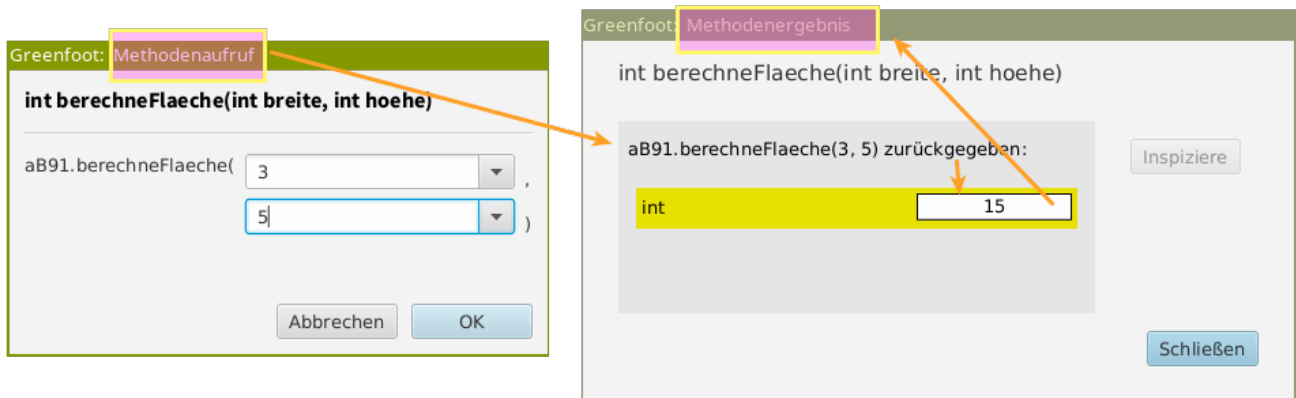 Greenfoot: Methodenaufruf
int berechneFlaeche(int breite, int hoehe)
aB91.berechneFlaeche( 3 ,
5 )
Abbrechen OK
Greenfoot: Methodenergebnis
int berechneFlaeche(int breite, int hoehe)
aB91.berechneFlaeche(3, 5) zurückgegeben:
Inspiziere
int 15
Schließen